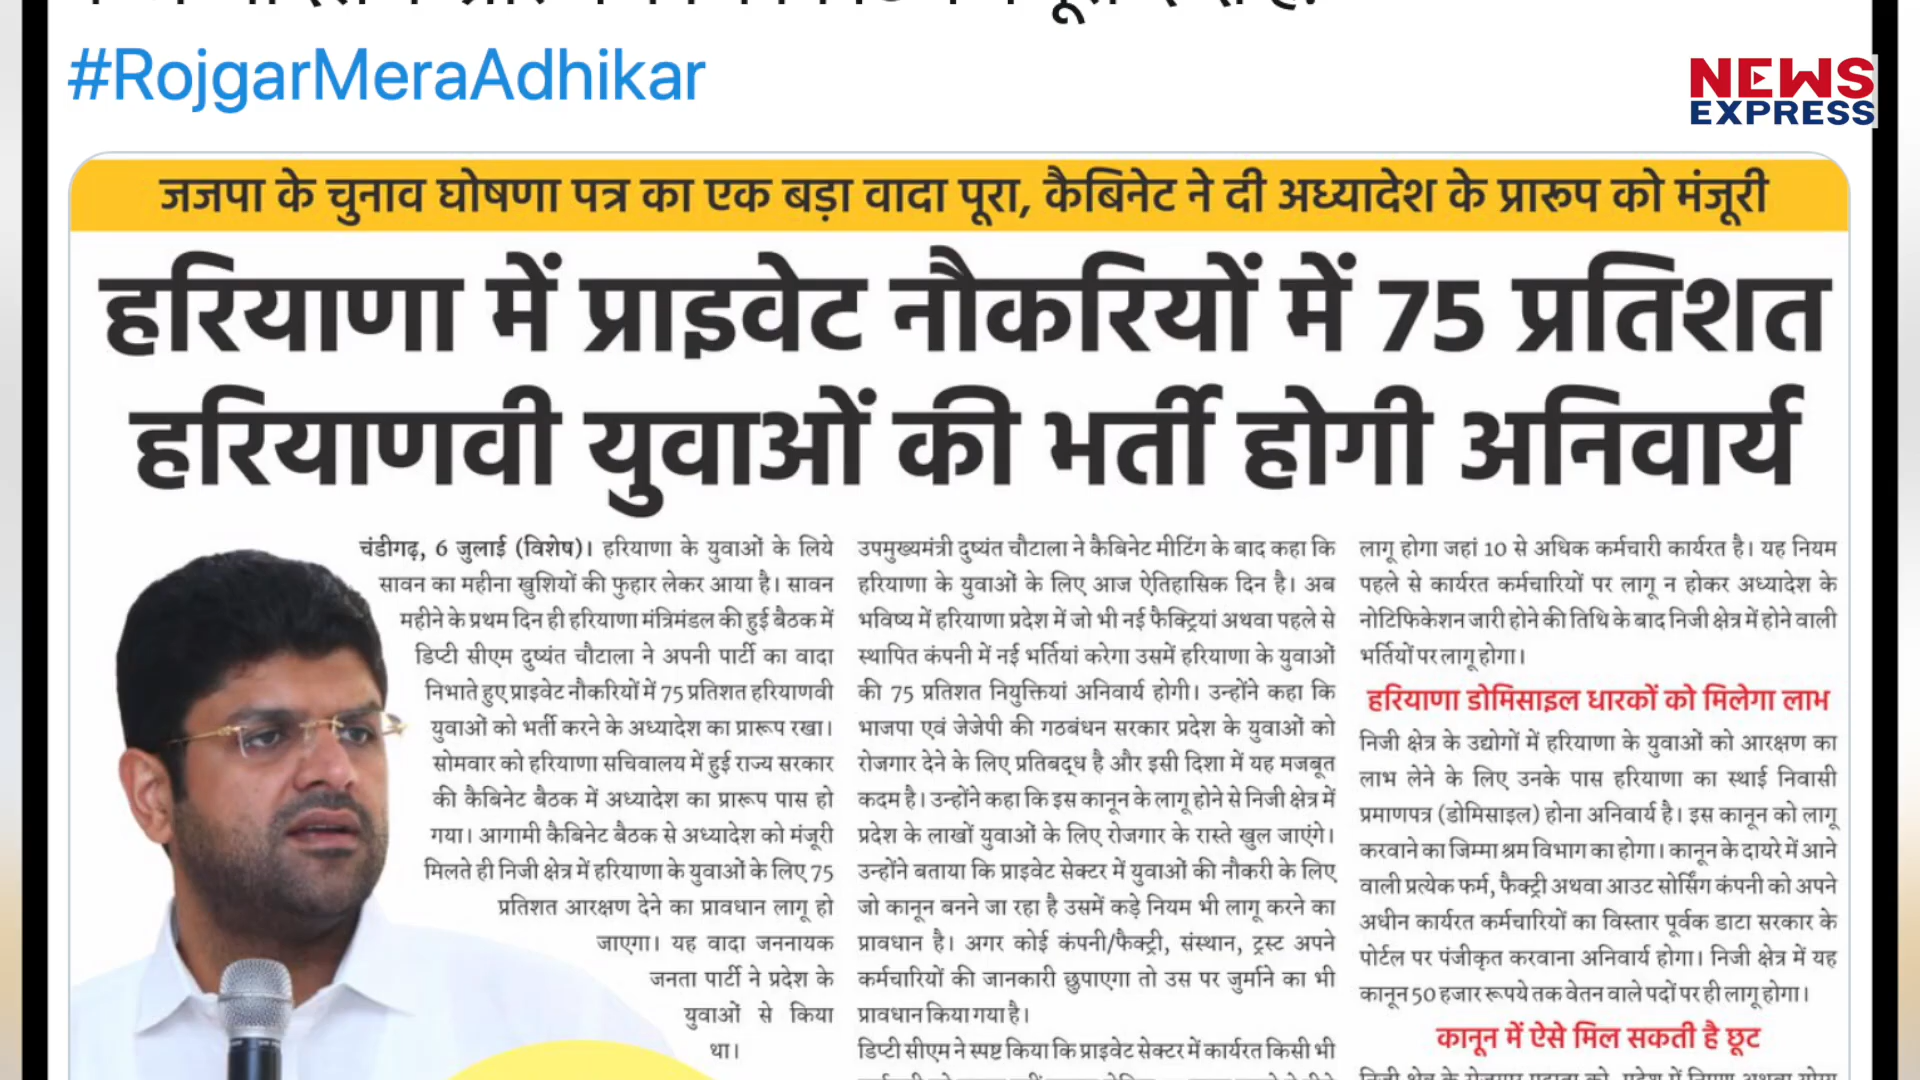 #RojgarMeraAdhikar
NEWS
EXPRESS
जजपा के चुनाव घोषणा पत्र का एक बड़ा वादा पूरा, कैबिनेट ने दी अध्यादेश के प्रारूप को मंजूरी
हरियाणा में प्राइवेट नौकरियों में 75 प्रतिशत
हरियाणवी युवाओं की भर्ती होगी अनिवार्य
चंडीगढ़, 6 जुलाई (विशेष)। हरियाणा के युवाओं के लिये
सावन का महीना खुशियों की फुहार लेकर आया है। सावन
महीने के प्रथम दिन ही हरियाणा मंत्रिमंडल की हुई बैठक में
डिप्टी सीएम दुष्यंत चौटाला ने अपनी पार्टी का वादा
निभाते हुए प्राइवेट नौकरियों में 75 प्रतिशत हरियाणवी
युवाओं को भर्ती करने के अध्यादेश का प्रारूप रखा।
सोमवार को हरियाणा सचिवालय में हुई राज्य सरकार
की कैबिनेट बैठक में अध्यादेश का प्रारूप पास हो
गया। आगामी कैबिनेट बैठक से अध्यादेश को मंजूरी
मिलते ही निजी क्षेत्र में हरियाणा के युवाओं के लिए 75
प्रतिशत आरक्षण देने का प्रावधान लागू हो
जाएगा। यह वादा जननायक
जनता पार्टी ने प्रदेश के
युवाओं से किया
था।
उपमुख्यमंत्री दुष्यंत चौटाला ने कैबिनेट मीटिंग के बाद कहा कि
हरियाणा के युवाओं के लिए आज ऐतिहासिक दिन है। अब
भविष्य में हरियाणा प्रदेश में जो भी नई फैक्ट्रियां अथवा पहले से
स्थापित कंपनी में नई भर्तियां करेगा उसमें हरियाणा के युवाओं
की 75 प्रतिशत नियुक्तियां अनिवार्य होगी। उन्होंने कहा कि
भाजपा एवं जेजेपी की गठबंधन सरकार प्रदेश के युवाओं को
रोजगार देने के लिए प्रतिबद्ध है और इसी दिशा में यह मजबूत
कदम है। उन्होंने कहा कि इस कानून के लागू होने से निजी क्षेत्र में
प्रदेश के लाखों युवाओं के लिए रोजगार के रास्ते खुल जाएंगे।
उन्होंने बताया कि प्राइवेट सेक्टर में युवाओं की नौकरी के लिए
जो कानून बनने जा रहा है उसमें कड़े नियम भी लागू करने का
प्रावधान है। अगर कोई कंपनी/फैक्ट्री, संस्थान, ट्रस्ट अपने
कर्मचारियों की जानकारी छुपाएगा तो उस पर जुर्माने का भी
प्रावधान किया गया है।
डिप्टी सीएम ने स्पष्ट किया कि प्राइवेट सेक्टर में कार्यरत किसी भी
लागू होगा जहां 10 से अधिक कर्मचारी कार्यरत है। यह नियम
पहले से कार्यरत कर्मचारियों पर लागू न होकर अध्यादेश के
नोटिफिकेशन जारी होने की तिथि के बाद निजी क्षेत्र में होने वाली
भर्तियों पर लागू होगा।
हरियाणा डोमिसाइल धारकों को मिलेगा लाभ
निजी क्षेत्र के उद्योगों में हरियाणा के युवाओं को आरक्षण का
लाभ लेने के लिए उनके पास हरियाणा का स्थाई निवासी
प्रमाणपत्र (डोमिसाइल) होना अनिवार्य है। इस कानून को लागू
करवाने का जिम्मा श्रम विभाग का होगा। कानून के दायरे में आने
वाली प्रत्येक फर्म, फैक्ट्री अथवा आउट सोर्सिंग कंपनी को अपने
अधीन कार्यरत कर्मचारियों का विस्तार पूर्वक डाटा सरकार के
पोर्टल पर पंजीकृत करवाना अनिवार्य होगा। निजी क्षेत्र में यह
कानून 50 हजार रूपये तक वेतन वाले पदों पर ही लागू होगा।
कानून में ऐसे मिल सकती है छूट